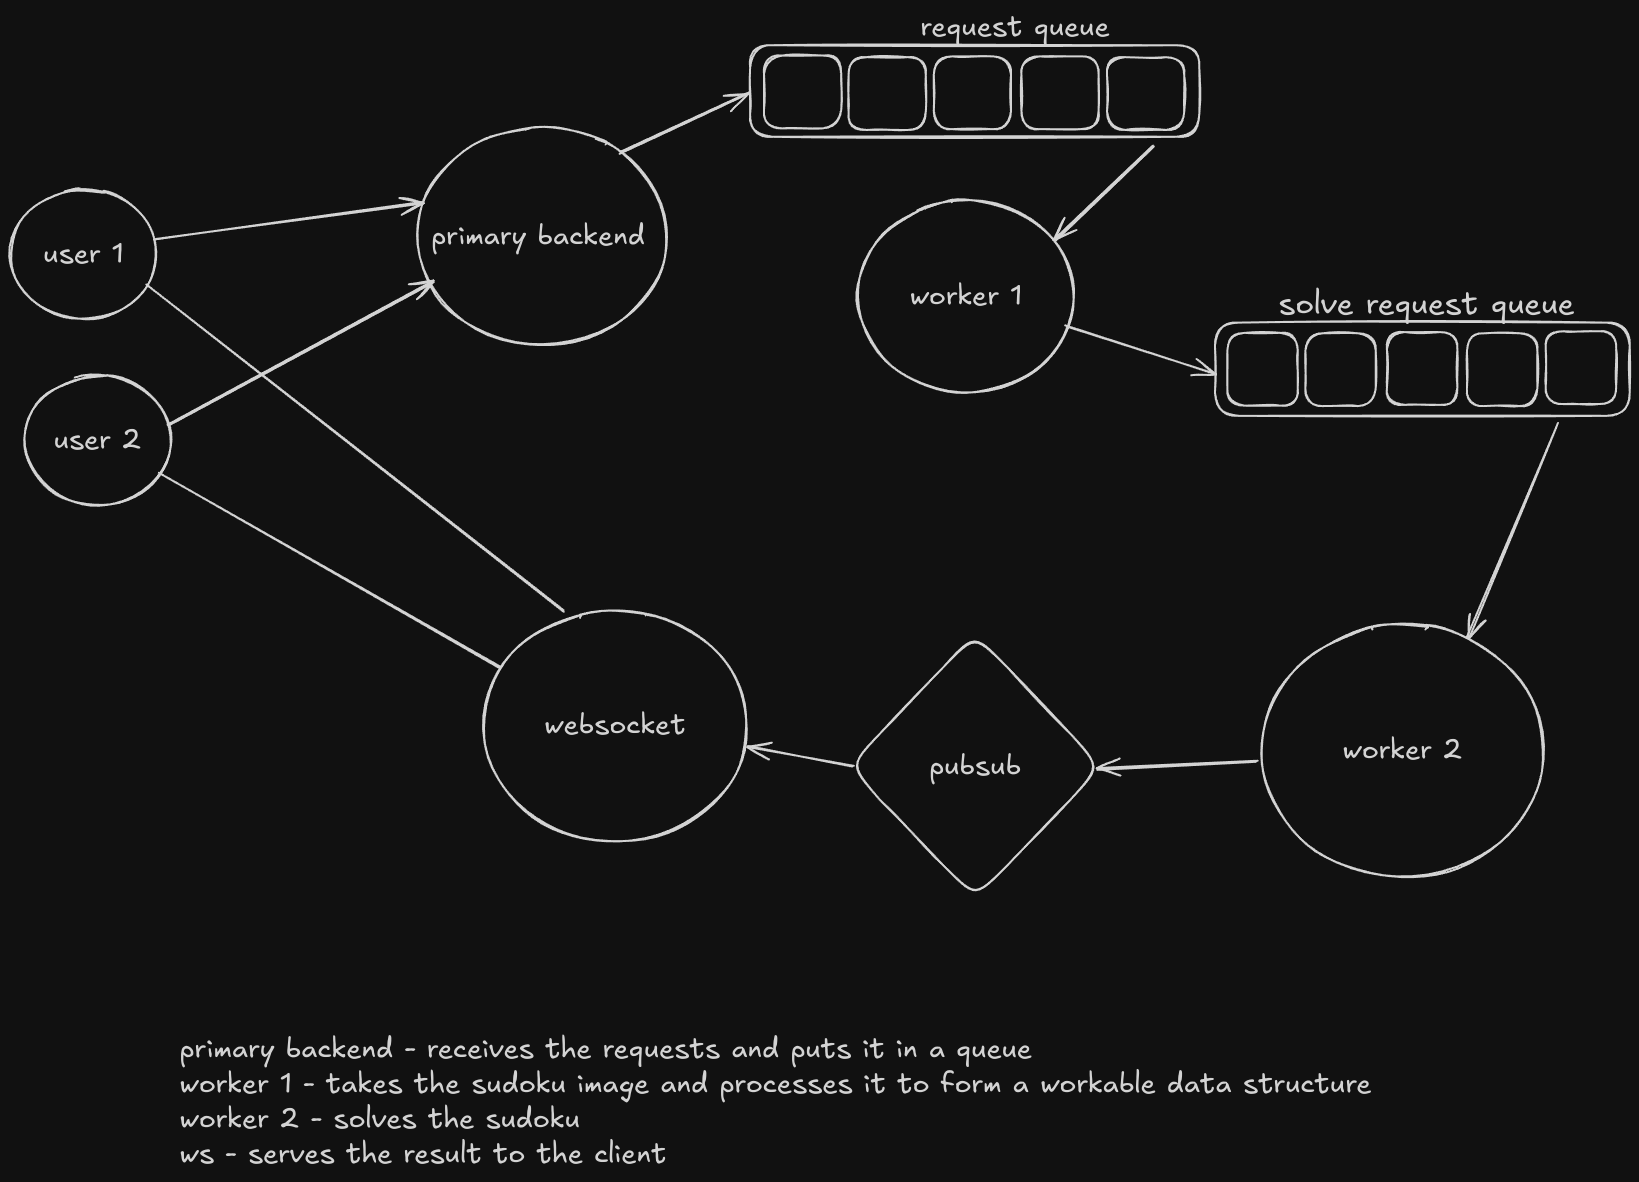 request queue
primary backend
user 1
worker 1
solve request queue
user 2
websocket
pubsub
worker 2
primary backend - receives the requests and puts it in a queue
worker 1 - takes the sudoku image and processes it to form a workable data structure
worker 2 - solves the sudoku
ws - serves the result to the client